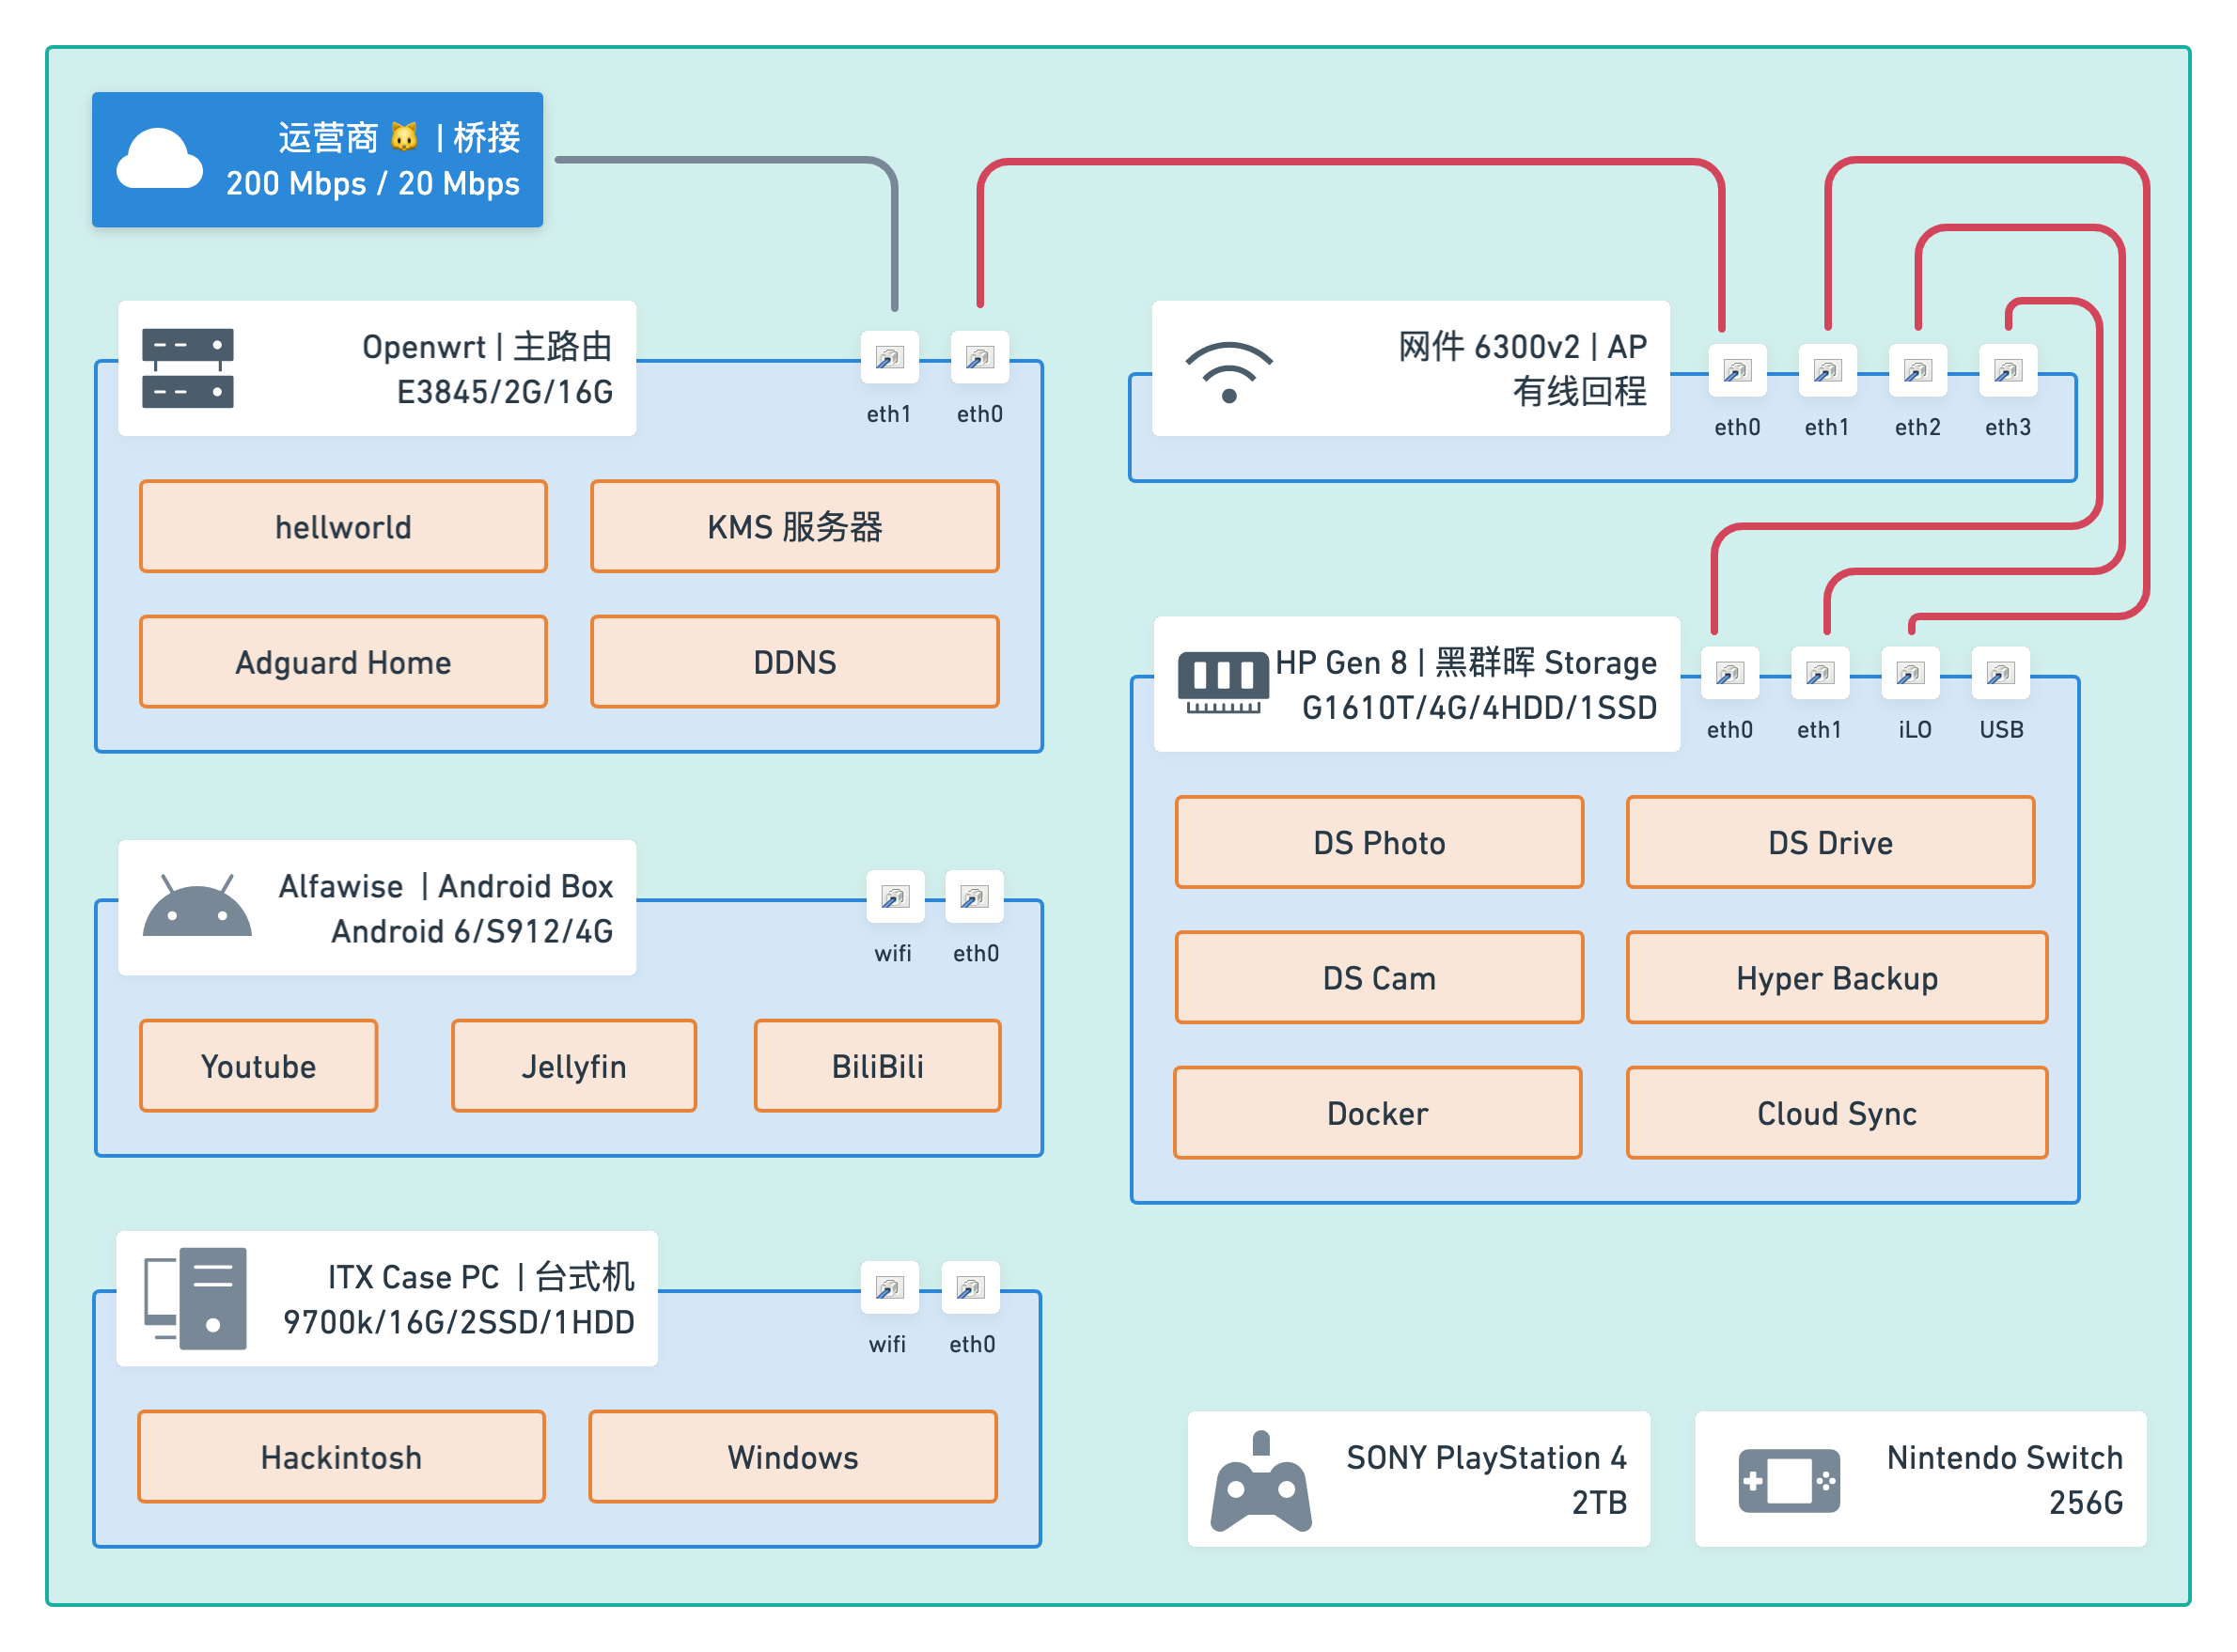 运营商 🐱 | 桥接
200 Mbps / 20 Mbps
Openwrt | 主路由
E3845/2G/16G
eth1
eth0
hellworld
KMS 服务器
Adguard Home
DDNS
网件 6300v2 | AP
有线回程
eth0
eth1
eth2
eth3
HP Gen 8 | 黑群晖 Storage
G1610T/4G/4HDD/1SSD
eth0
eth1
iLO
USB
DS Photo
DS Drive
DS Cam
Hyper Backup
Docker
Cloud Sync
Alfawise | Android Box
Android 6/S912/4G
wifi
eth0
Youtube
Jellyfin
BiliBili
ITX Case PC | 台式机
9700k/16G/2SSD/1HDD
wifi
eth0
Hackintosh
Windows
SONY PlayStation 4
2TB
Nintendo Switch
256G